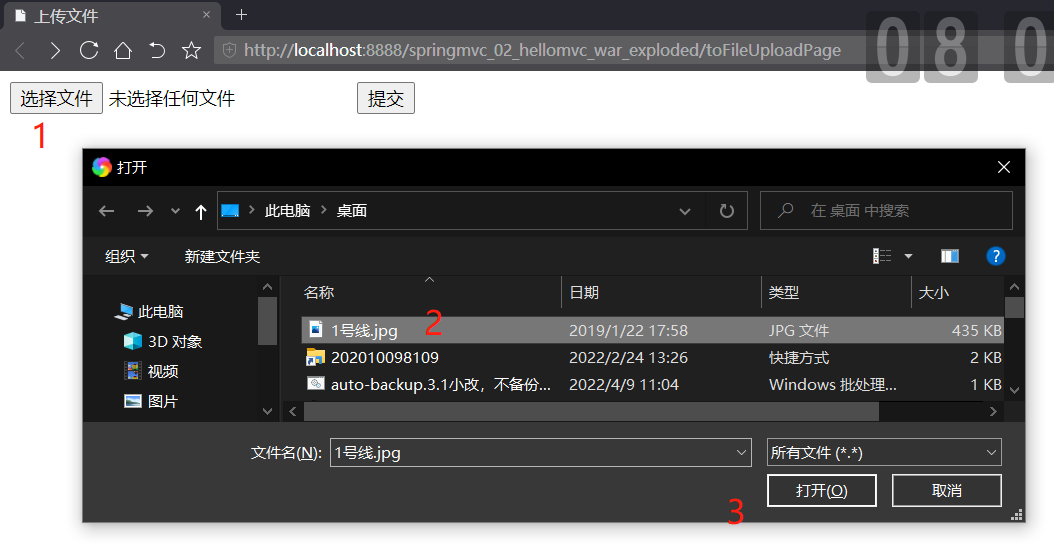 上传文件
http://localhost:8888/springmvc_02_hellomvc_war_exploded/toFileUploadPage
08 0
选择文件 未选择任何文件 提交
1
打开
此电脑 桌面 在 桌面 中搜索
组织 新建文件夹
名称 日期 类型 大小
此电脑
3D 对象
视频
图片
1号线.jpg 2019/1/22 17:58 JPG 文件 435 KB
2
202010098109 2022/2/24 13:26 快捷方式 2 KB
auto-backup.3.1小改，不备份... 2022/4/9 11:04 Windows 批处理... 1 KB
文件名(N): 1号线.jpg 所有文件 (*.*)
打开(O) 取消
3